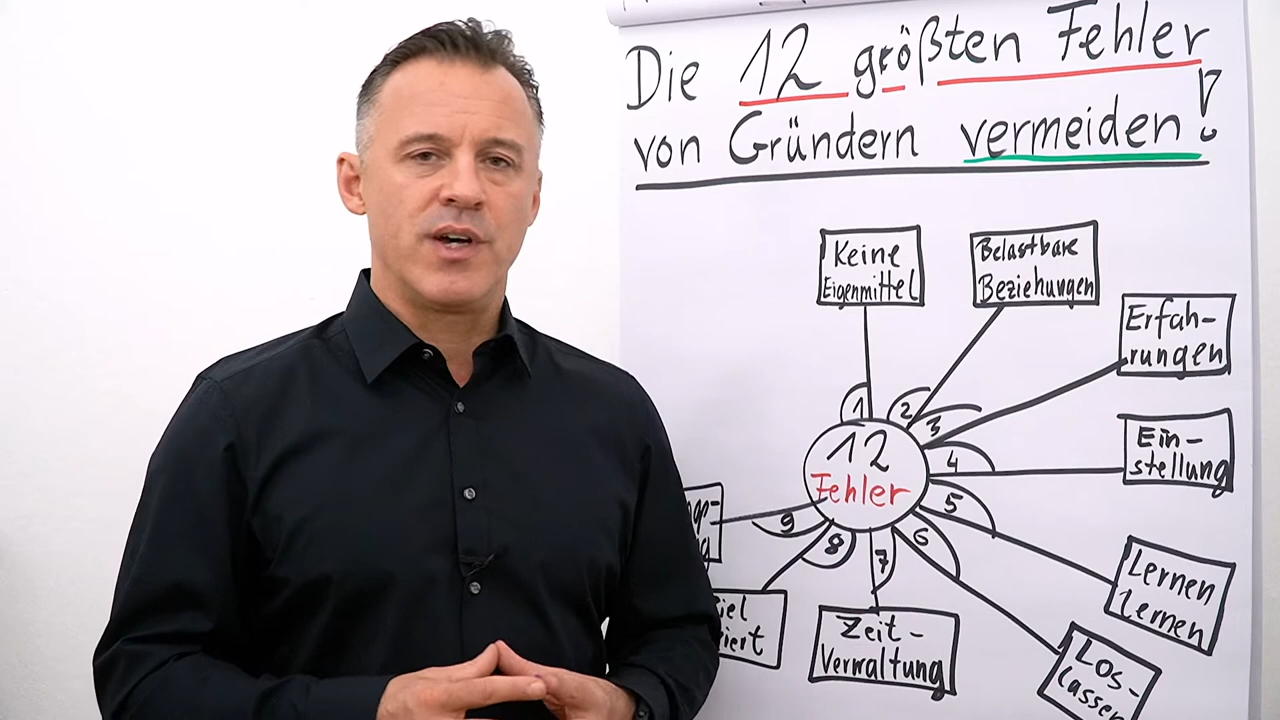 Die 12 größten Fehler
von Gründern vermeiden!
Keine
Eigenmittel
Belastbare
Beziehungen
Erfah-
rungen
Ein-
stellung
Lernen
Lernen
Los-
lassen
Zeit-
Verwaltung
1
2
3
4
5
6
7
8
9
12
Fehler